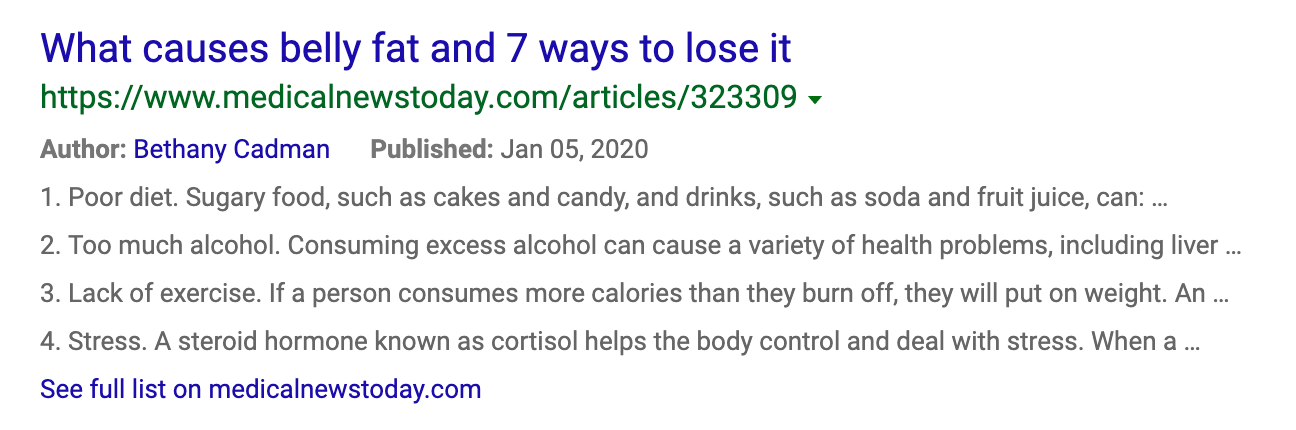 What causes belly fat and 7 ways to lose it
https://www.medicalnewstoday.com/articles/323309
Author: Bethany Cadman Published: Jan 05, 2020
1. Poor diet. Sugary food, such as cakes and candy, and drinks, such as soda and fruit juice, can: ...
2. Too much alcohol. Consuming excess alcohol can cause a variety of health problems, including liver ...
3. Lack of exercise. If a person consumes more calories than they burn off, they will put on weight. An ...
4. Stress. A steroid hormone known as cortisol helps the body control and deal with stress. When a ...
See full list on medicalnewstoday.com